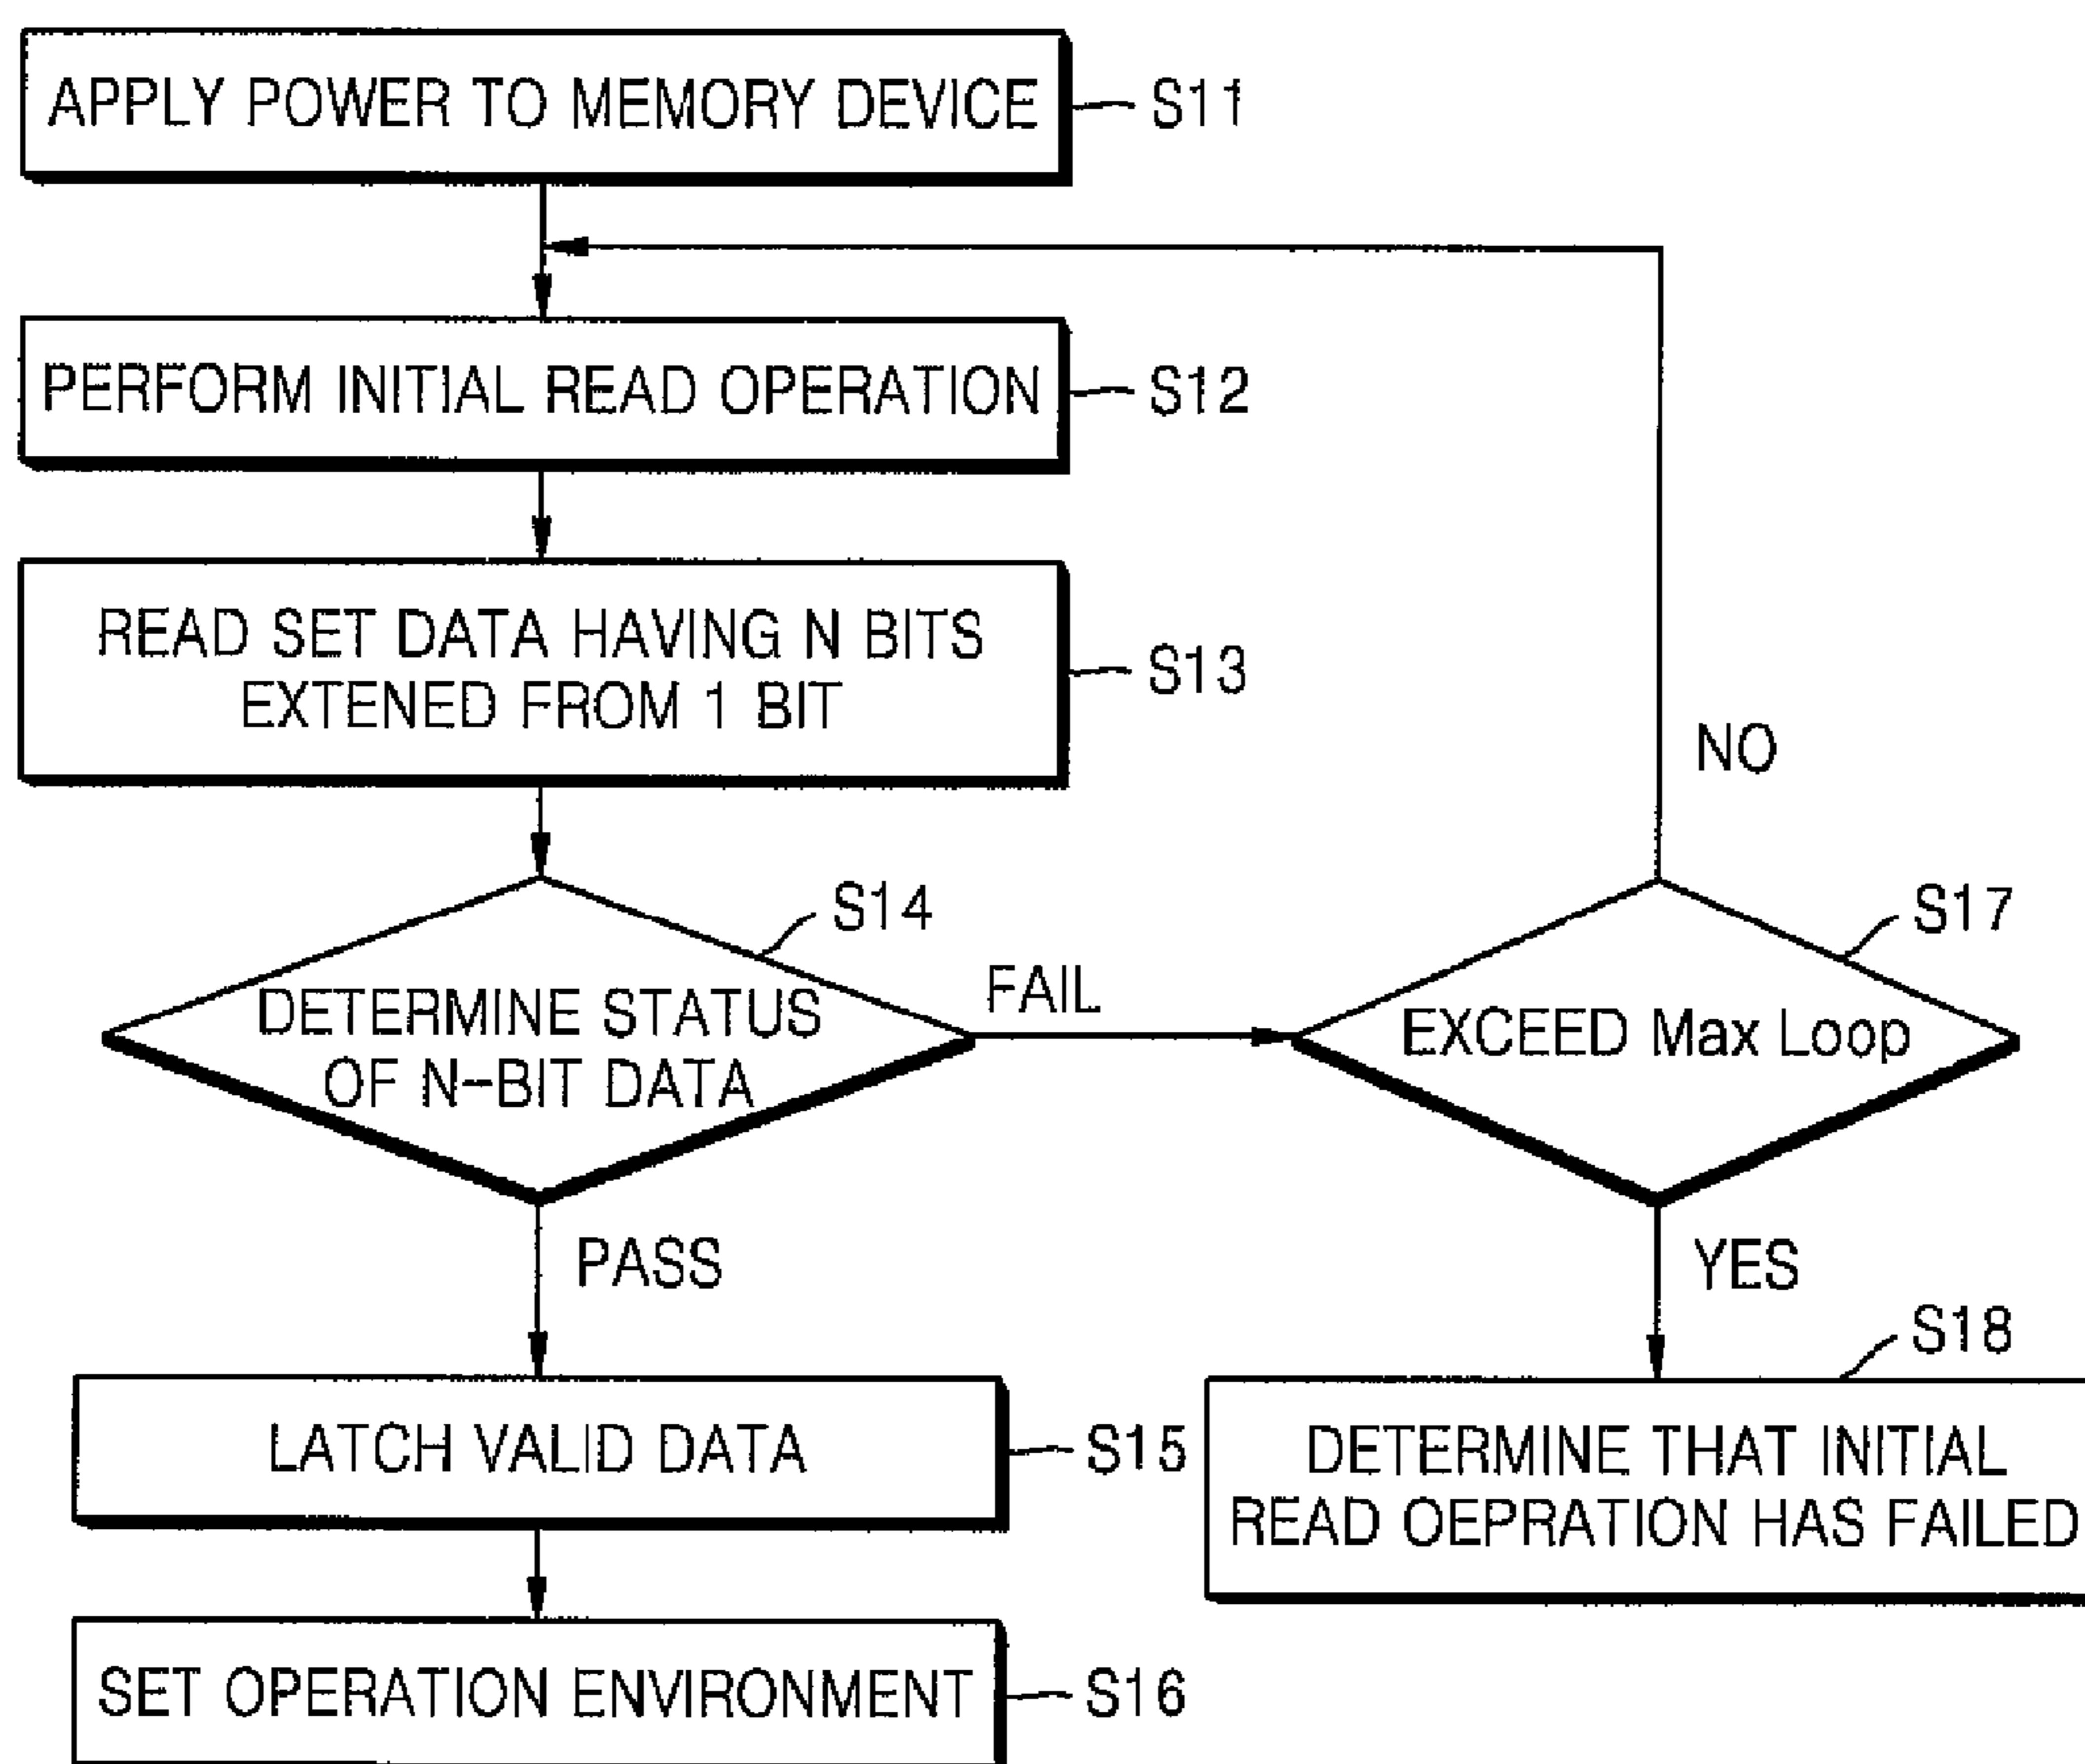 APPLY POWER TO MEMORY DEVICE
S11
PERFORM INITIAL READ OPERATION
S12
READ SET DATA HAVING N BITS
EXTENED FROM 1 BIT
S13
NO
S14
S17
DETERMINE STATUS
OF N-BIT DATA
FAIL
EXCEED Max Loop
PASS
YES
S18
LATCH VALID DATA
S15
DETERMINE THAT INITIAL
READ OEPRATION HAS FAILED
SET OPERATION ENVIRONMENT
S16